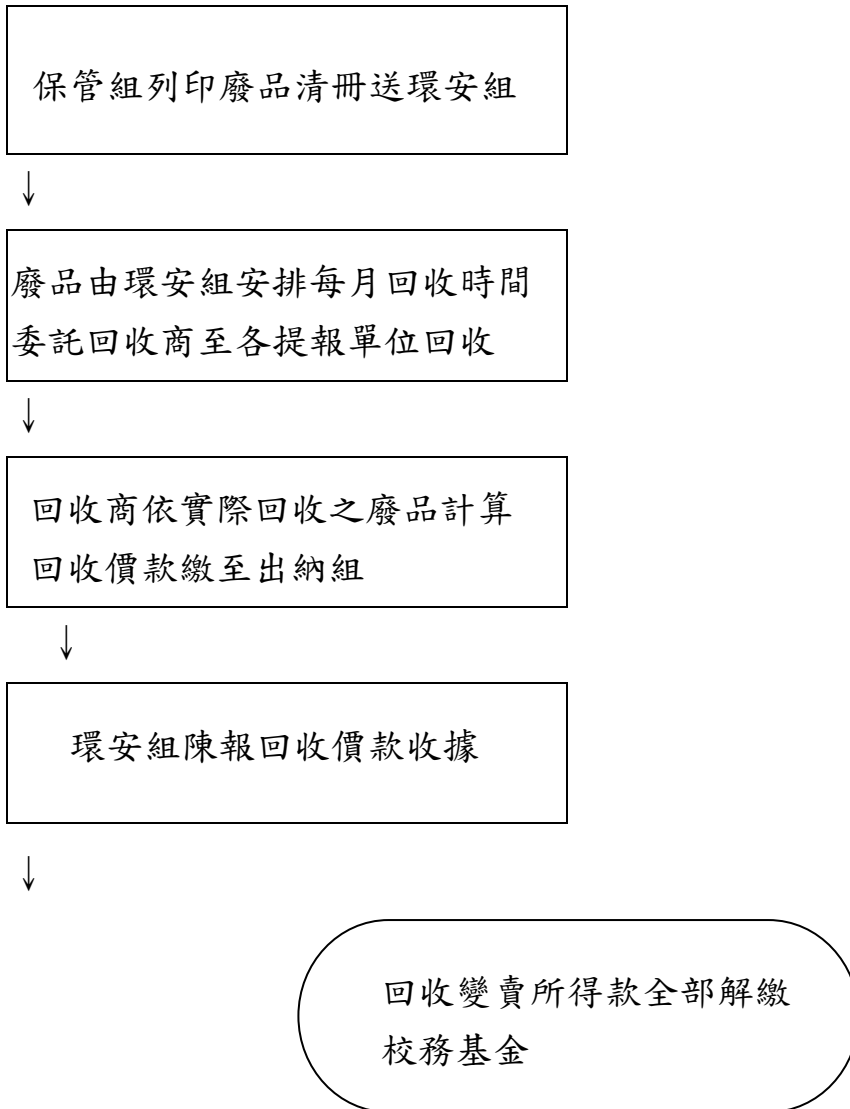 保管組列印廢品清冊送環安組
↓
廢品由環安組安排每月回收時間
委託回收商至各提報單位回收
↓
回收商依實際回收之廢品計算
回收價款繳至出納組
↓
環安組陳報回收價款收據
↓
回收變賣所得款全部解繳
校務基金